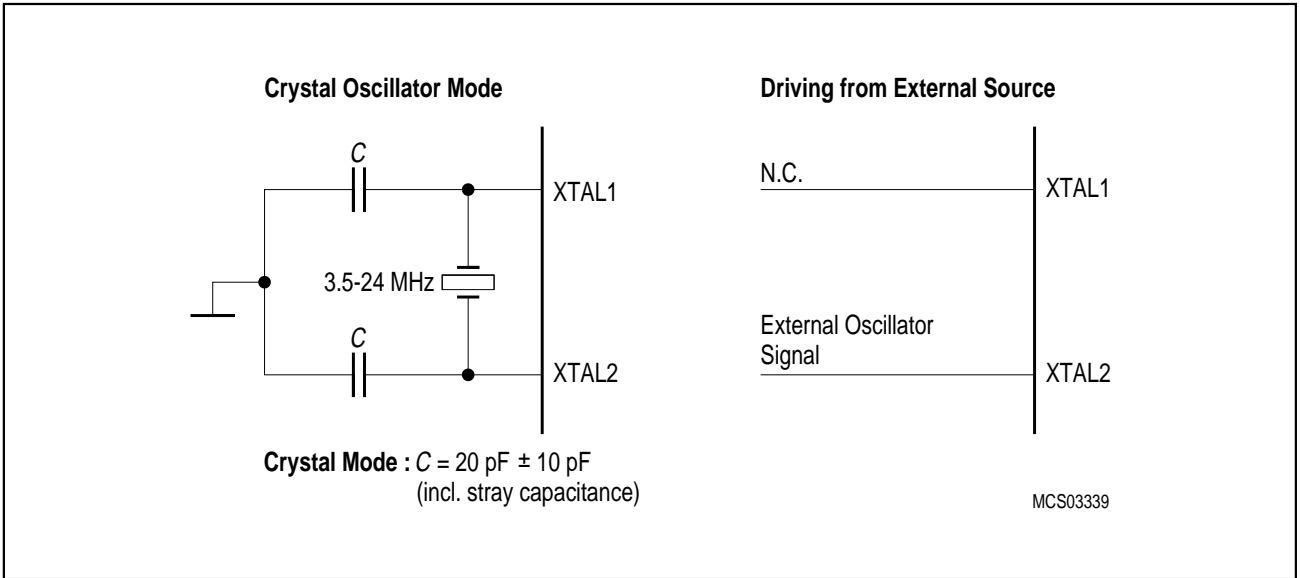 Crystal Oscillator Mode
C
XTAL1
3.5-24 MHz
C
XTAL2
Crystal Mode : C = 20 pF ± 10 pF
(incl. stray capacitance)
Driving from External Source
N.C.
XTAL1
External Oscillator
Signal
XTAL2
MCS03339